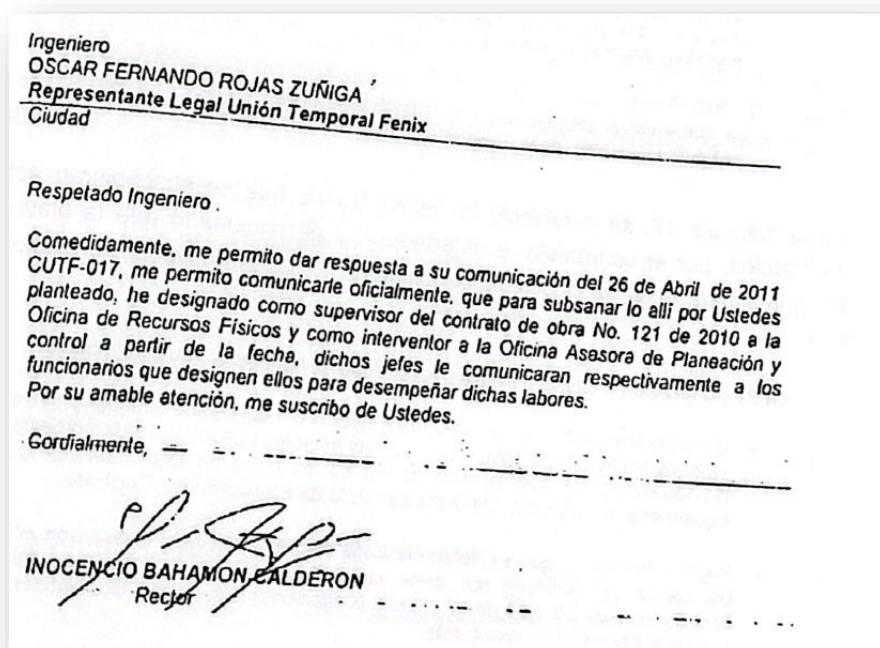 Ingeniero
OSCAR FERNANDO ROJAS ZUÑIGA
Representante Legal Unión Temporal Fenix
Ciudad
Respetado Ingeniero.
Comedidamente, me permito dar respuesta a su comunicación del 26 de Abril de 2011
CUTF-017, me permito comunicarle oficialmente, que para subsanar lo alli por Ustedes
planteado, he designado como supervisor del contrato de obra No. 121 de 2010 a la
Oficina de Recursos Físicos y como interventor a la Oficina Asesora de Planeación y
control a partir de la fecha, dichos jefes le comunicaran respectivamente a los
funcionarios que designen ellos para desempeñar dichas labores.
Por su amable atención, me suscribo de Ustedes.
Cordialmente,
INOCENCIO BAHAMON CALDERON
Rector